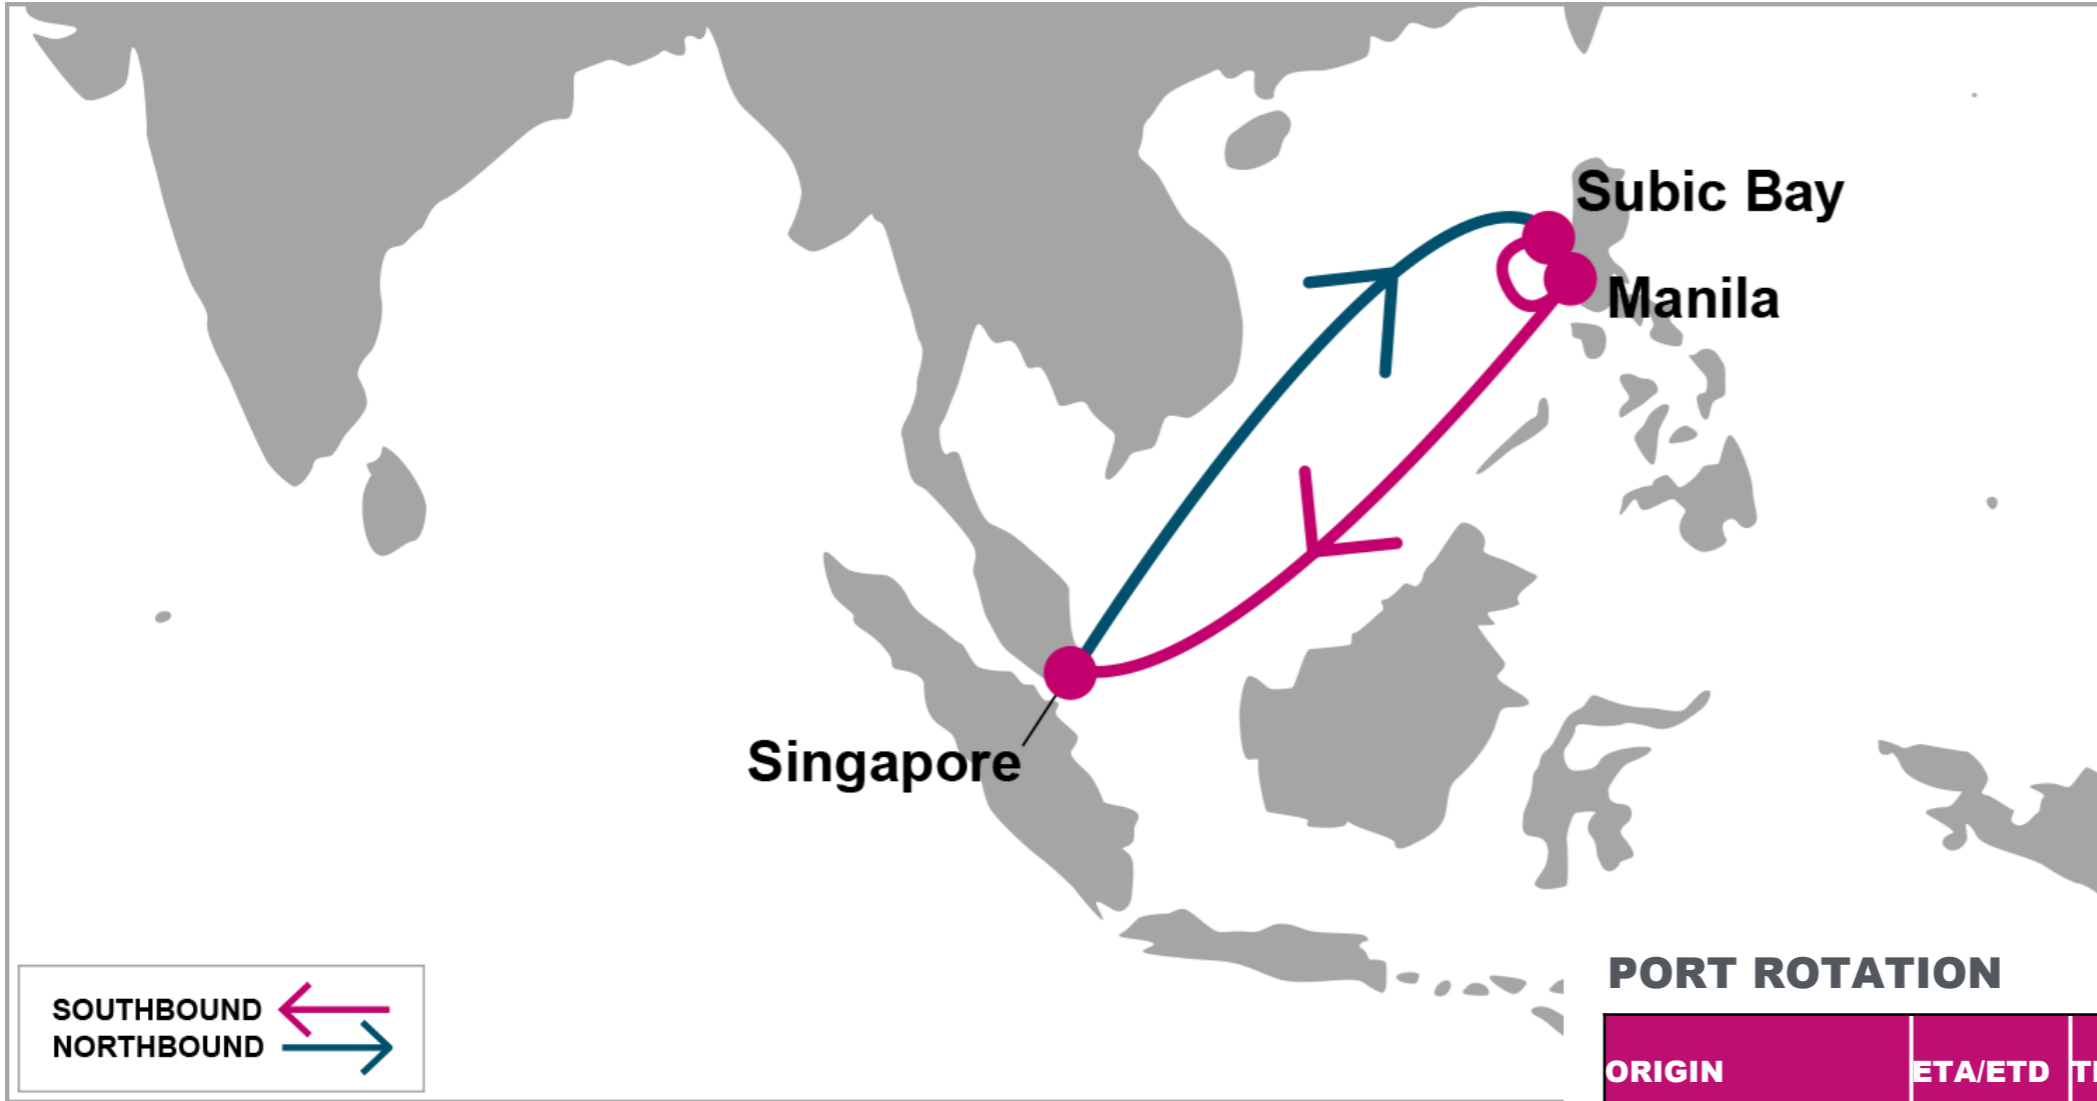 Subic Bay
Manila
Singapore
SOUTHBOUND
NORTHBOUND
PORT ROTATION
ORIGIN ETA/ETD